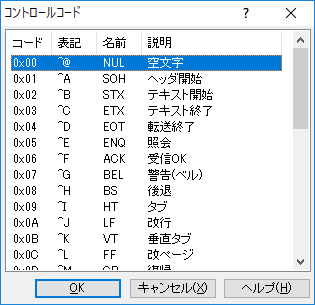 コントロールコード
コード 表記 名前 説明
0x00 ^@ NUL 空文字
0x01 ^A SOH ヘッダ開始
0x02 ^B STX テキスト開始
0x03 ^C ETX テキスト終了
0x04 ^D EOT 転送終了
0x05 ^E ENQ 照会
0x06 ^F ACK 受信OK
0x07 ^G BEL 警告(ベル)
0x08 ^H BS 後退
0x09 ^I HT タブ
0x0A ^J LF 改行
0x0B ^K VT 垂直タブ
0x0C ^L FF 改ページ
0x0D ^M CR 復帰
OK キャンセル(X) ヘルプ(H)